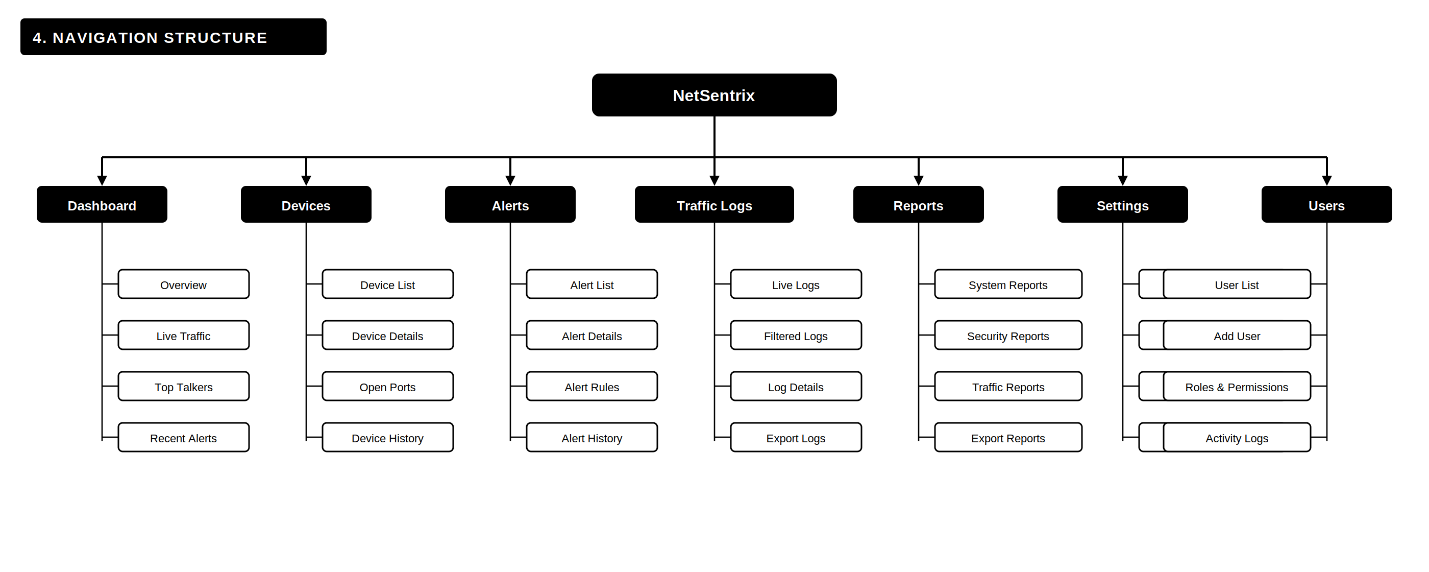 4. NAVIGATION STRUCTURE
NetSentrix
Dashboard
Devices
Alerts
Traffic Logs
Reports
Settings
Users
Overview
Device List
Alert List
Live Logs
System Reports
User List
Live Traffic
Device Details
Alert Details
Filtered Logs
Security Reports
Add User
Top Talkers
Open Ports
Alert Rules
Log Details
Traffic Reports
Roles & Permissions
Recent Alerts
Device History
Alert History
Export Logs
Export Reports
Activity Logs